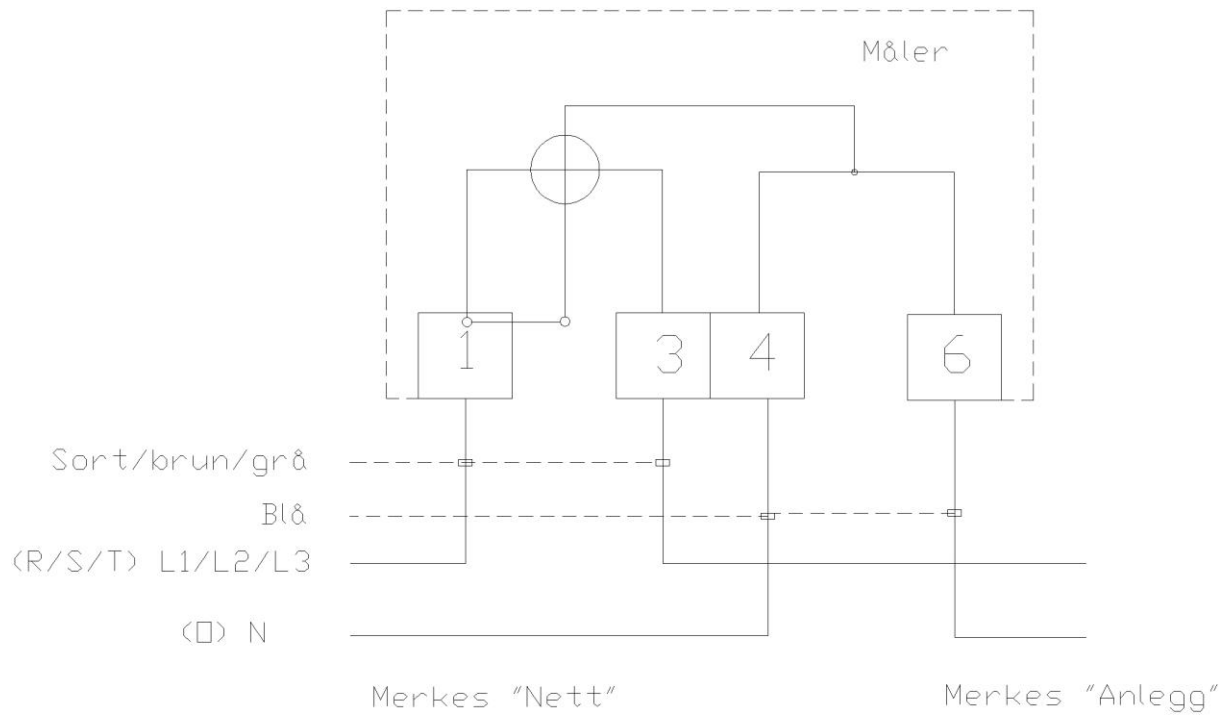 Måler
1 3 4 6
Sort/brun/grå
Blå
(R/S/T) L1/L2/L3
(□) N
Merkes "Nett" Merkes "Anlegg"